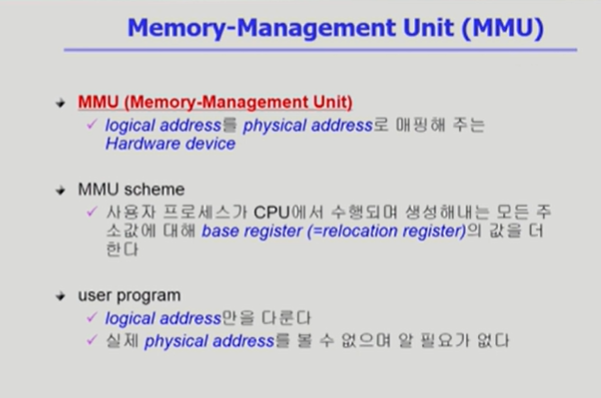 Memory-Management Unit (MMU)
MMU (Memory-Management Unit)
logical address를 physical address로 매핑해 주는
Hardware device
MMU scheme
사용자 프로세스가 CPU에서 수행되며 생성해내는 모든 주
소값에 대해 base register (=relocation register)의 값을 더
한다
user program
logical address만을 다룬다
실제 physical address를 볼 수 없으며 알 필요가 없다